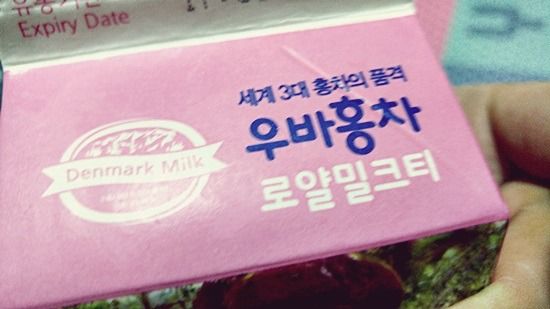 Expiry Date
세계 3대 홍차의 품격
우바홍차
로얄밀크티
Denmark Milk